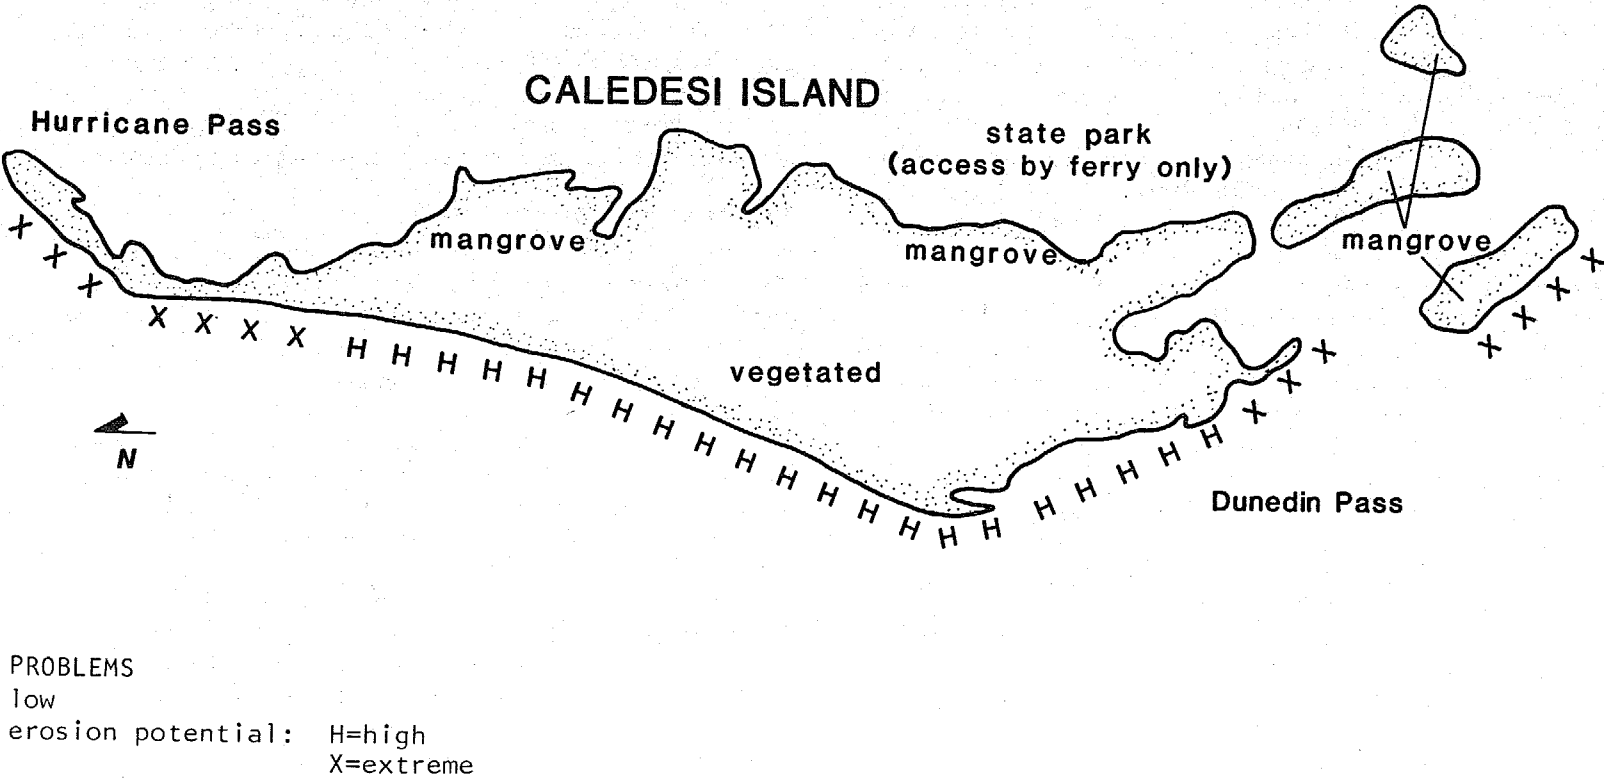 CALEDESI ISLAND
Hurricane Pass
state park
(access by ferry only)
mangrove
mangrove
mangrove
X
X
X
X X X X H H H H H H H H H H H H H H H H H H H H H X X X
X X X X
vegetated
N
Dunedin Pass
PROBLEMS
low
erosion potential: H=high
X=extreme